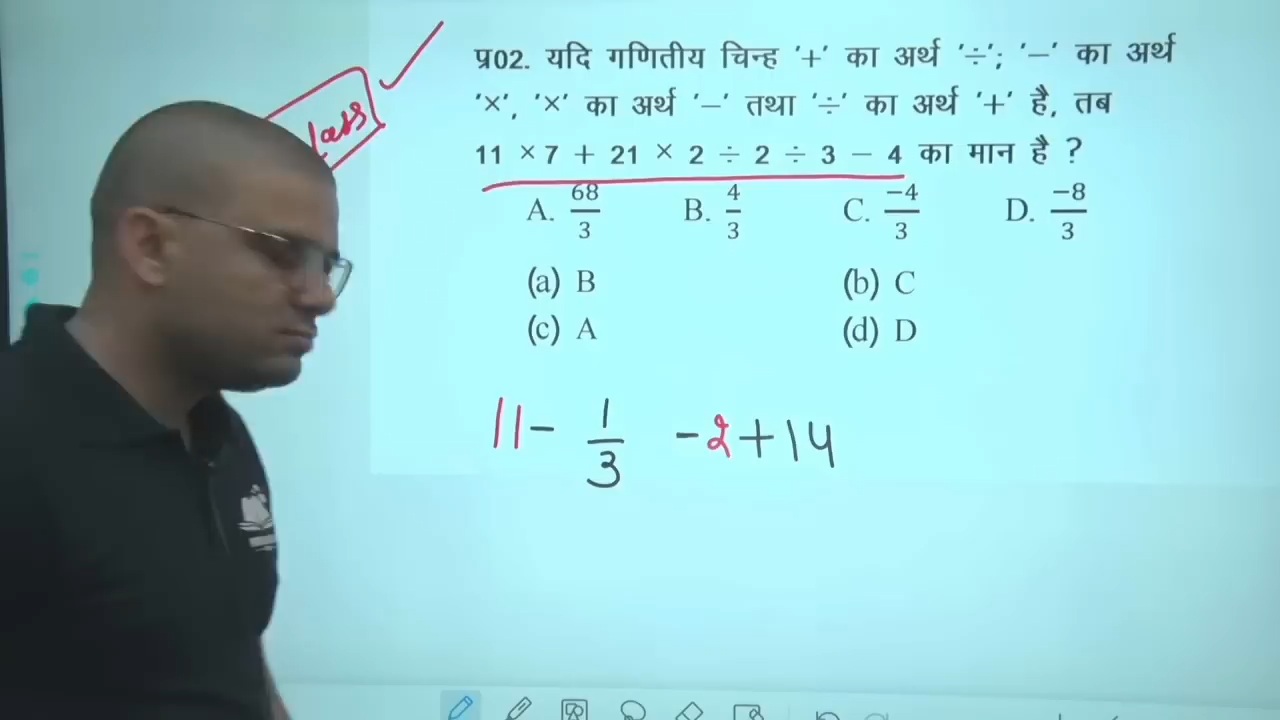 प्र02. यदि गणितीय चिन्ह '+' का अर्थ '÷'; '−' का अर्थ
'×', '×' का अर्थ '−' तथा '÷' का अर्थ '+' है, तब
11 × 7 + 21 × 2 ÷ 2 ÷ 3 − 4 का मान है ?
A. 68/3 B. 4/3 C. −4/3 D. −8/3
(a) B (b) C
(c) A (d) D
11 − 1/3 − 2 + 14